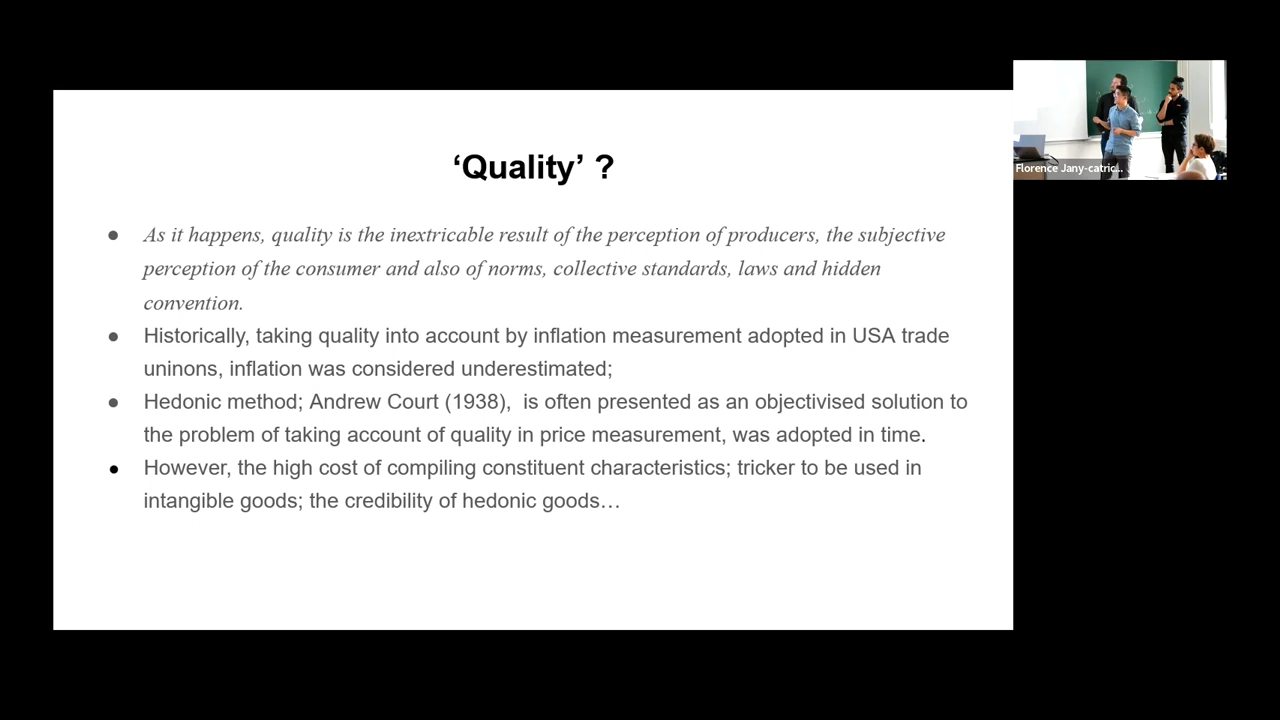 ‘Quality’ ?
● As it happens, quality is the inextricable result of the perception of producers, the subjective
perception of the consumer and also of norms, collective standards, laws and hidden
convention.
● Historically, taking quality into account by inflation measurement adopted in USA trade
uninons, inflation was considered underestimated;
● Hedonic method; Andrew Court (1938),  is often presented as an objectivised solution to
the problem of taking account of quality in price measurement, was adopted in time.
● However, the high cost of compiling constituent characteristics; tricker to be used in
intangible goods; the credibility of hedonic goods…
Florence Jany-catric...